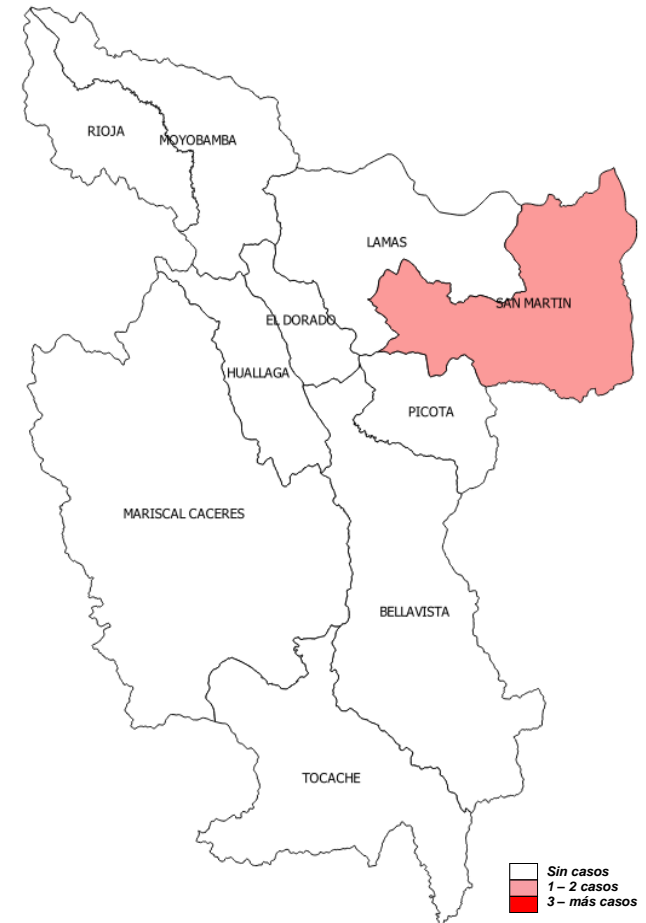 RIOJA
MOYOBAMBA
LAMAS
SAN MARTIN
EL DORADO
HUALLAGA
PICOTA
MARISCAL CACERES
BELLAVISTA
TOCACHE
Sin casos
1 – 2 casos
3 – más casos